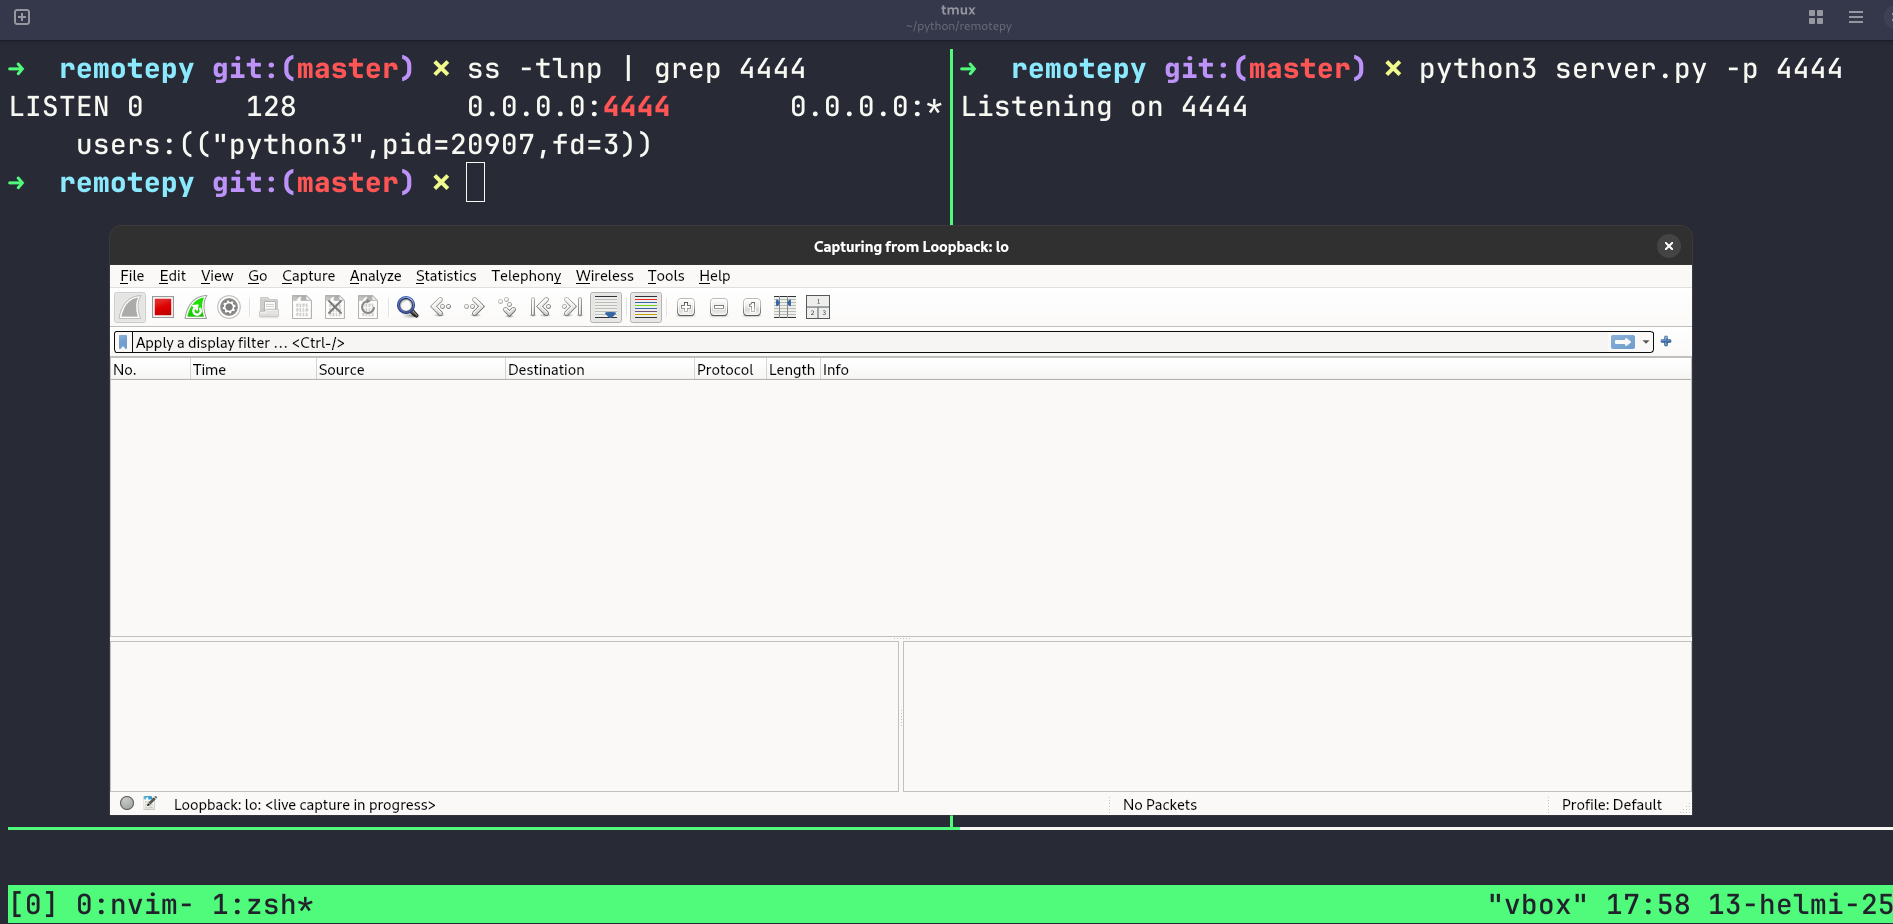 tmux
~/python/remotepy
➜ remotepy git:(master) ✗ ss -tlnp | grep 4444
LISTEN 0 128 0.0.0.0:4444 0.0.0.0:*
users:(("python3",pid=20907,fd=3))
➜ remotepy git:(master) ✗
➜ remotepy git:(master) ✗ python3 server.py -p 4444
Listening on 4444
Capturing from Loopback: lo
File Edit View Go Capture Analyze Statistics Telephony Wireless Tools Help
Apply a display filter … <Ctrl-/>
No. Time Source Destination Protocol Length Info
Loopback: lo: <live capture in progress> No Packets Profile: Default
[0] 0:nvim- 1:zsh* "vbox" 17:58 13-helmi-25